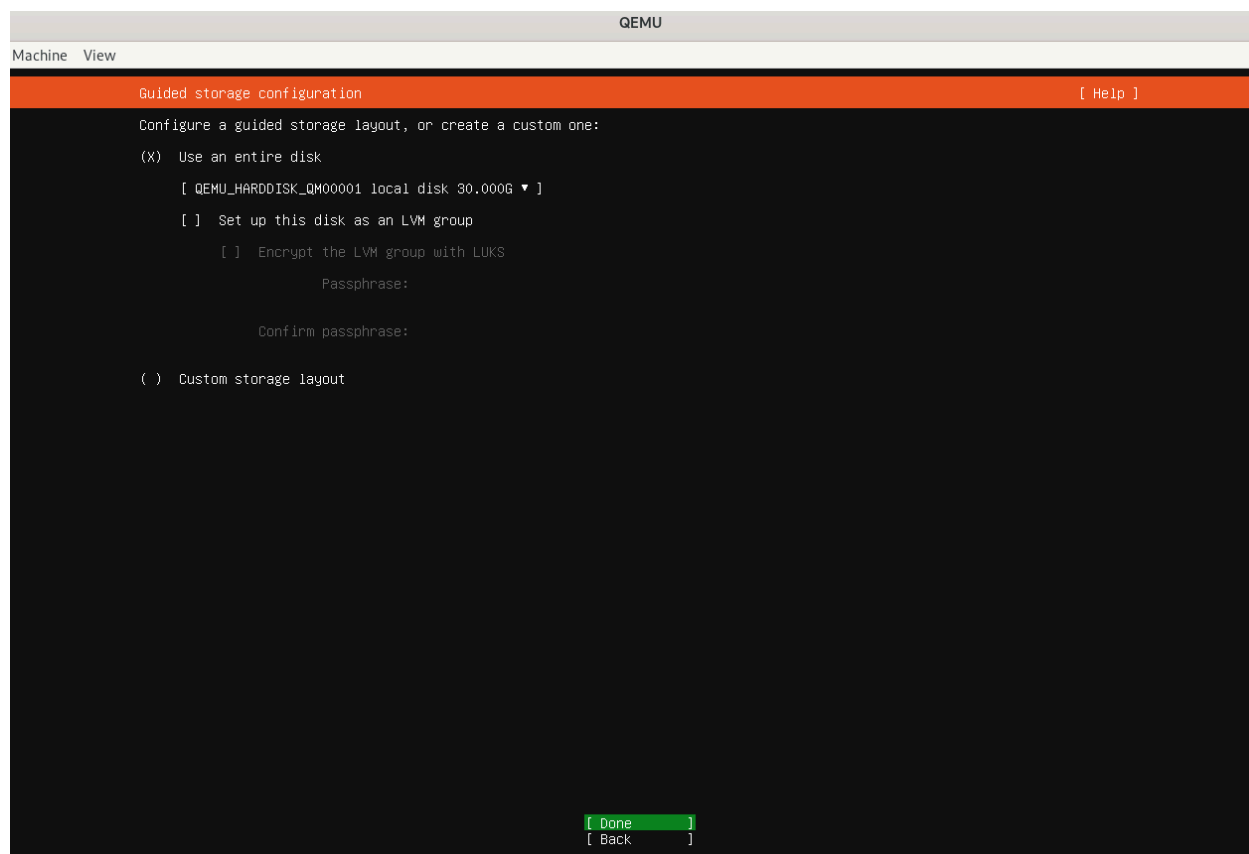 QEMU
Machine View
Guided storage configuration [ Help ]
Configure a guided storage layout, or create a custom one:
(X) Use an entire disk
[ QEMU_HARDDISK_QM00001 local disk 30.000G ▼ ]
[ ] Set up this disk as an LVM group
[ ] Encrypt the LVM group with LUKS
Passphrase:
Confirm passphrase:
( ) Custom storage layout
[ Done ]
[ Back ]